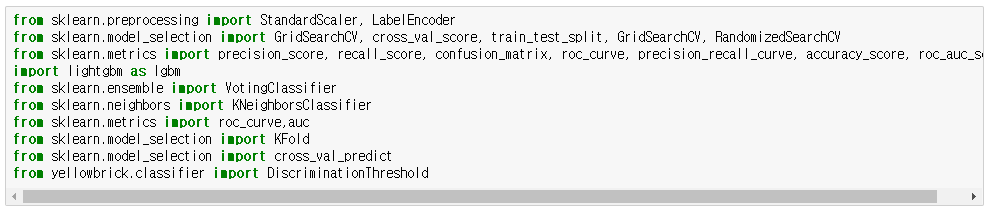 from sklearn.preprocessing import StandardScaler, LabelEncoder
from sklearn.model_selection import GridSearchCV, cross_val_score, train_test_split, GridSearchCV, RandomizedSearchCV
from sklearn.metrics import precision_score, recall_score, confusion_matrix, roc_curve, precision_recall_curve, accuracy_score, roc_auc_sc
import lightgbm as lgbm
from sklearn.ensemble import VotingClassifier
from sklearn.neighbors import KNeighborsClassifier
from sklearn.metrics import roc_curve,auc
from sklearn.model_selection import KFold
from sklearn.model_selection import cross_val_predict
from yellowbrick.classifier import DiscriminationThreshold